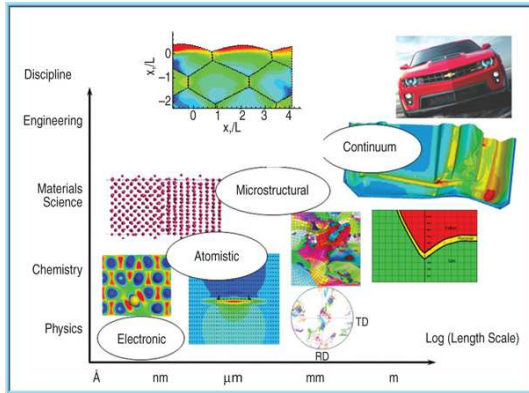 x₃/L
0
−1
−2
0 1 2 3 4
x₁/L
Discipline
Engineering
Continuum
Materials
Science
Microstructural
Atomistic
Chemistry
Physics
Electronic
TD
RD
Log (Length Scale)
Å nm μm mm m